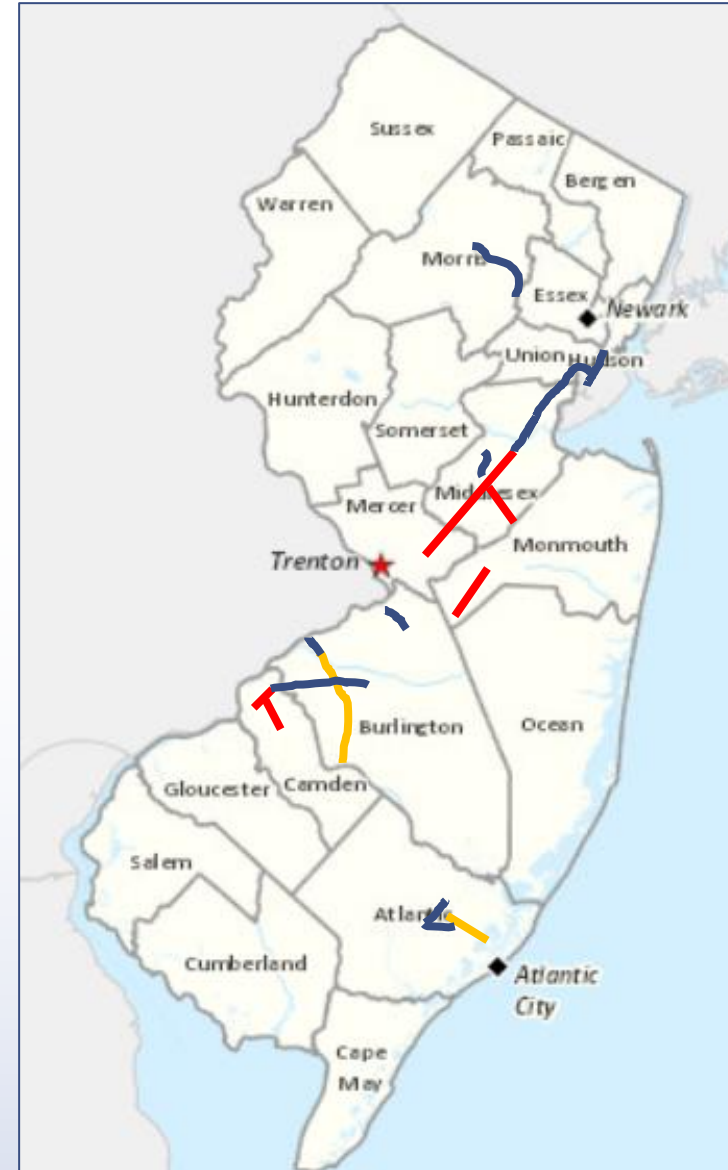 Sussex
Passaic
Bergen
Warren
Morris
Essex
Newark
Union
Hudson
Hunterdon
Somerset
Middlesex
Mercer
Monmouth
Trenton
Burlington
Ocean
Camden
Gloucester
Salem
Atlantic
Cumberland
Atlantic
City
Cape
May